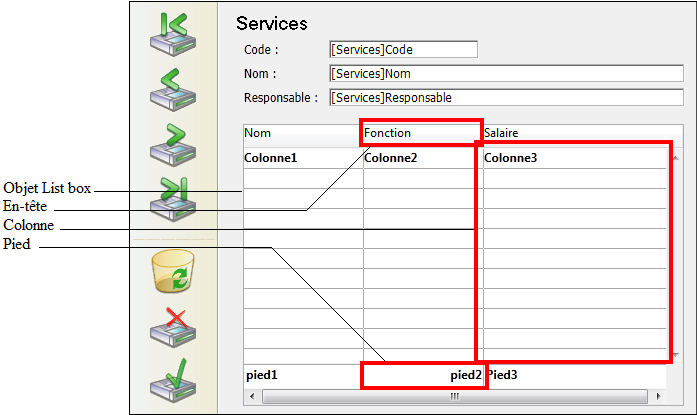 Services
Code : [Services]Code
Nom : [Services]Nom
Responsable : [Services]Responsable
Nom Fonction Salaire
Colonne1 Colonne2 Colonne3
Objet List box
En-tête
Colonne
Pied
pied1 pied2 Pied3